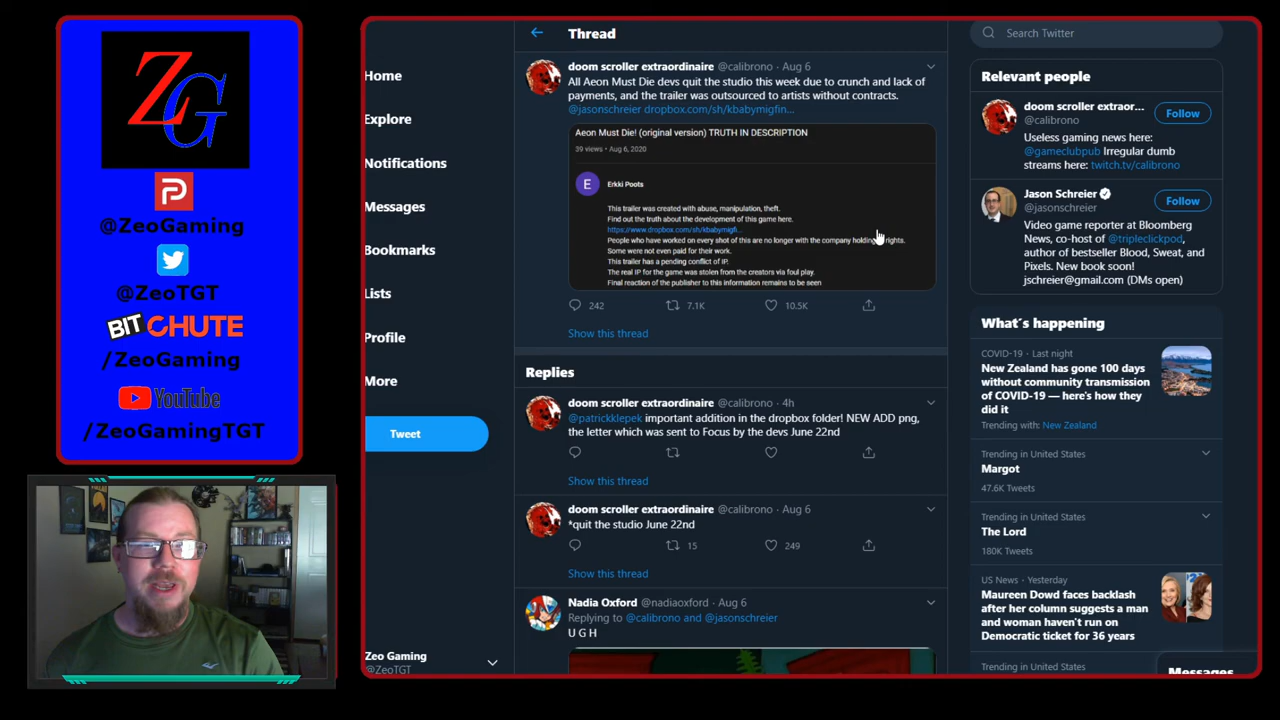 ZG
@ZeoGaming
@ZeoTGT
BIT CHUTE
/ZeoGaming
YouTube
/ZeoGamingTGT
Home
Explore
Notifications
Messages
Bookmarks
Lists
Profile
More
Tweet
Zeo Gaming
@ZeoTGT
Thread
doom scroller extraordinaire @calibrono · Aug 6
All Aeon Must Die devs quit the studio this week due to crunch and lack of
payments, and the trailer was outsourced to artists without contracts.
@jasonschreier dropbox.com/sh/kbabymigfin...
Aeon Must Die! (original version) TRUTH IN DESCRIPTION
39 views • Aug 6, 2020
E
Erkki Poots
This trailer was created with abuse, manipulation, theft.
Find out the truth about the development of this game here.
https://www.dropbox.com/sh/kbabymigfi...
People who have worked on every shot of this are no longer with the company holding rights.
Some were not even paid for their work.
This trailer has a pending conflict of IP.
The real IP for the game was stolen from the creators via foul play.
Final reaction of the publisher to this information remains to be seen
242 7.1K 10.5K
Show this thread
Replies
doom scroller extraordinaire @calibrono · 4h
@patrickklepek important addition in the dropbox folder! NEW ADD png,
the letter which was sent to Focus by the devs June 22nd
Show this thread
doom scroller extraordinaire @calibrono · Aug 6
*quit the studio June 22nd
15 249
Show this thread
Nadia Oxford @nadiaoxford · Aug 6
Replying to @calibrono and @jasonschreier
U G H
Search Twitter
Relevant people
doom scroller extraor...
@calibrono
Follow
Useless gaming news here:
@gameclubpub Irregular dumb
streams here: twitch.tv/calibrono
Jason Schreier
@jasonschreier
Follow
Video game reporter at Bloomberg
News, co-host of @tripleclickpod,
author of bestseller Blood, Sweat, and
Pixels. New book soon!
jschreier@gmail.com (DMs open)
What's happening
COVID-19 · Last night
New Zealand has gone 100 days
without community transmission
of COVID-19 — here's how they
did it
Trending with: New Zealand
Trending in United States
Margot
47.6K Tweets
Trending in United States
The Lord
180K Tweets
US News · Yesterday
Maureen Dowd faces backlash
after her column suggests a man
and woman haven't run on
Democratic ticket for 36 years
Trending in United States
Messages